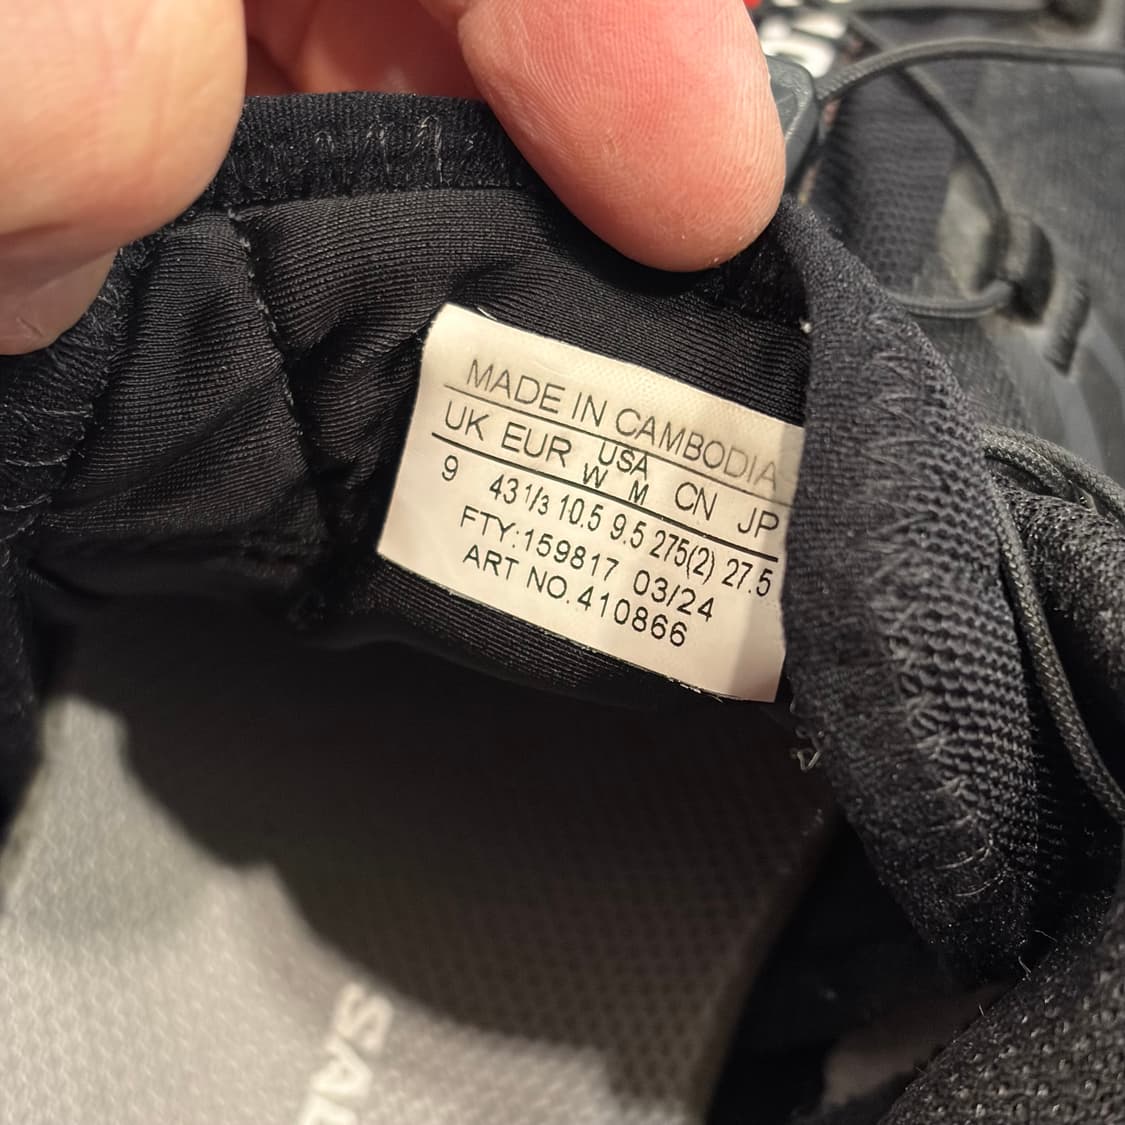 MADE IN CAMBODIA
UK EUR USA W M CN JP
9 43 1/3 10.5 9.5 275(2) 27.5
FTY:159817 03/24
ART NO.410866